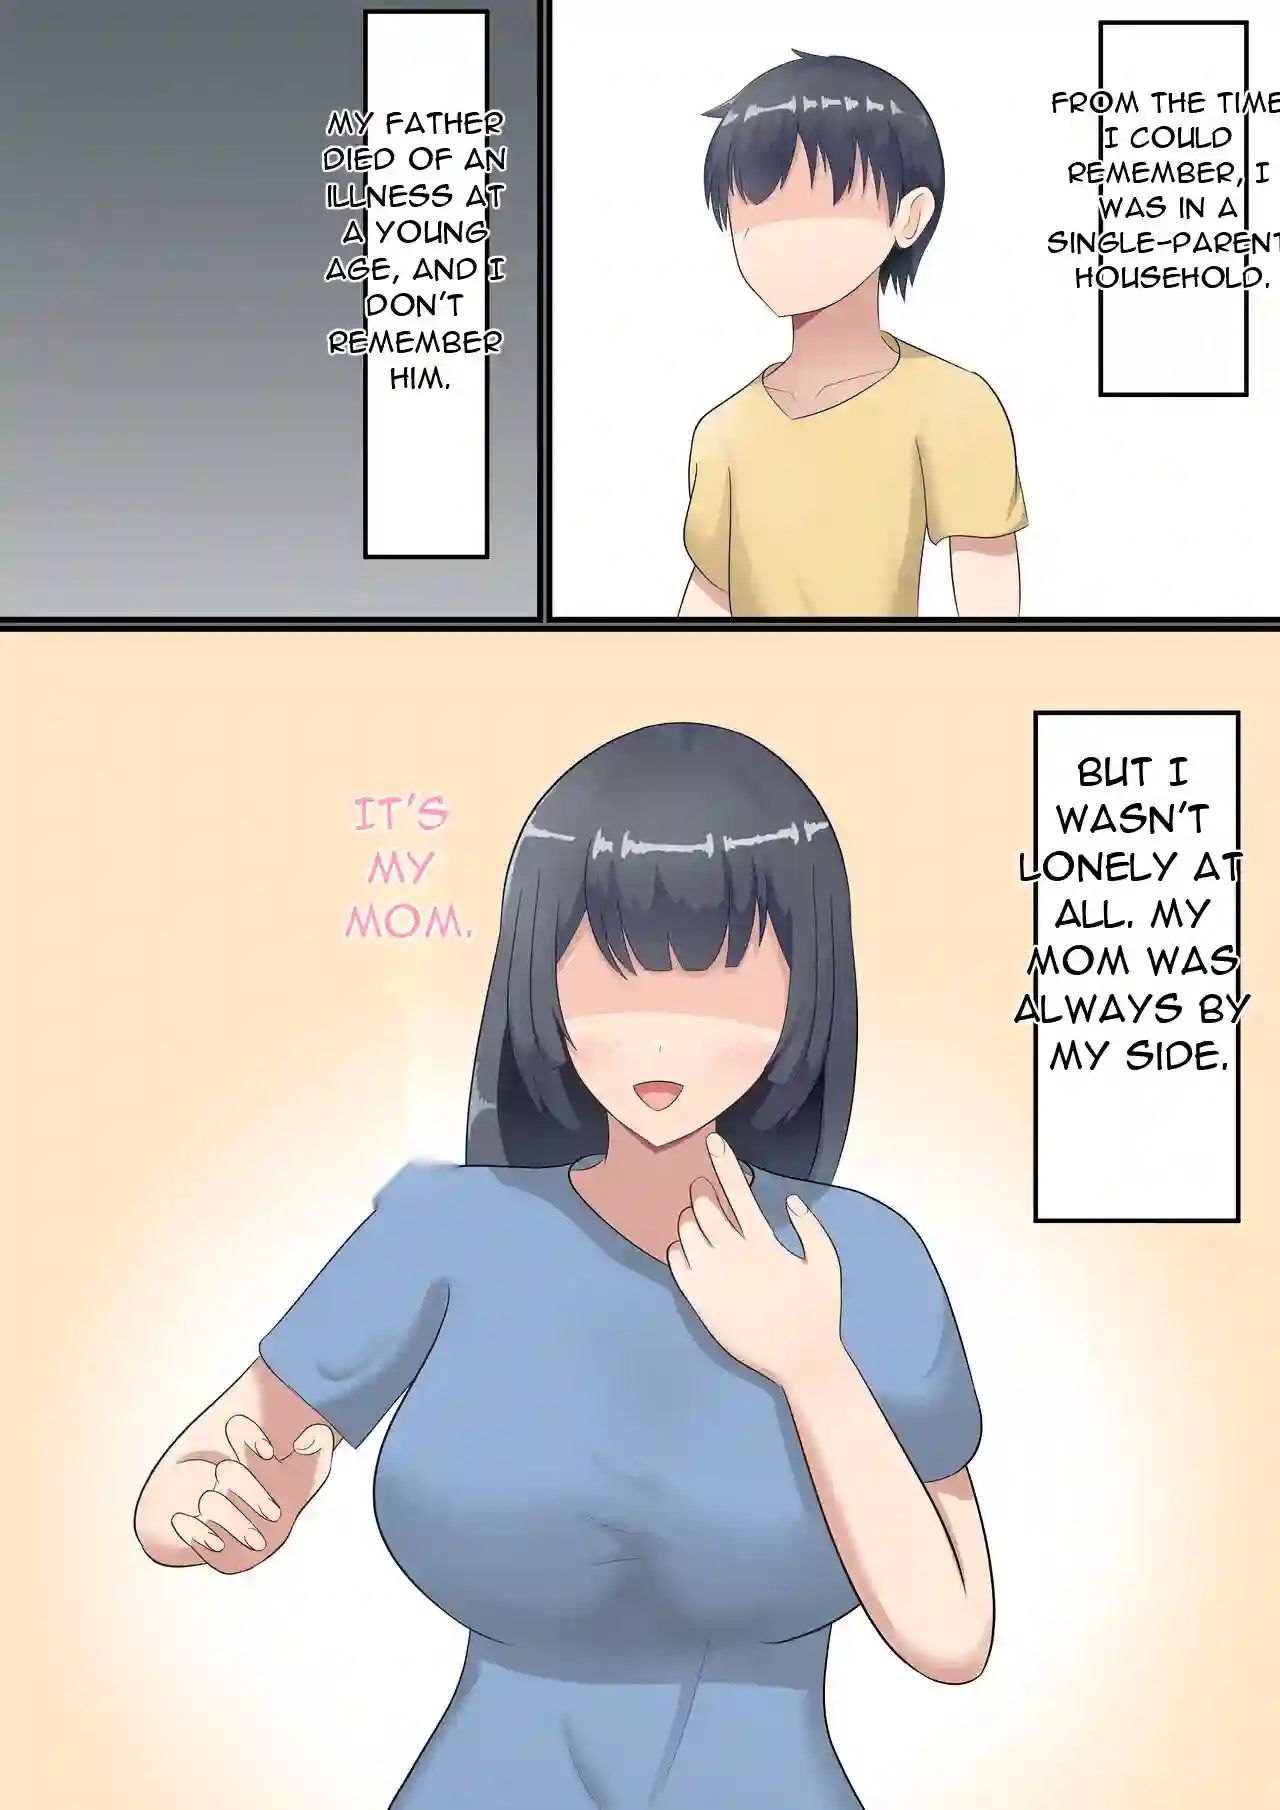 FROM THE TIME
I COULD
REMEMBER, I
WAS IN A
SINGLE-PARENT
HOUSEHOLD.
MY FATHER
DIED OF AN
ILLNESS AT
A YOUNG
AGE, AND I
DON'T
REMEMBER
HIM.
BUT I
WASN'T
LONELY AT
ALL. MY
MOM WAS
ALWAYS BY
MY SIDE.
IT'S
MY
MOM.